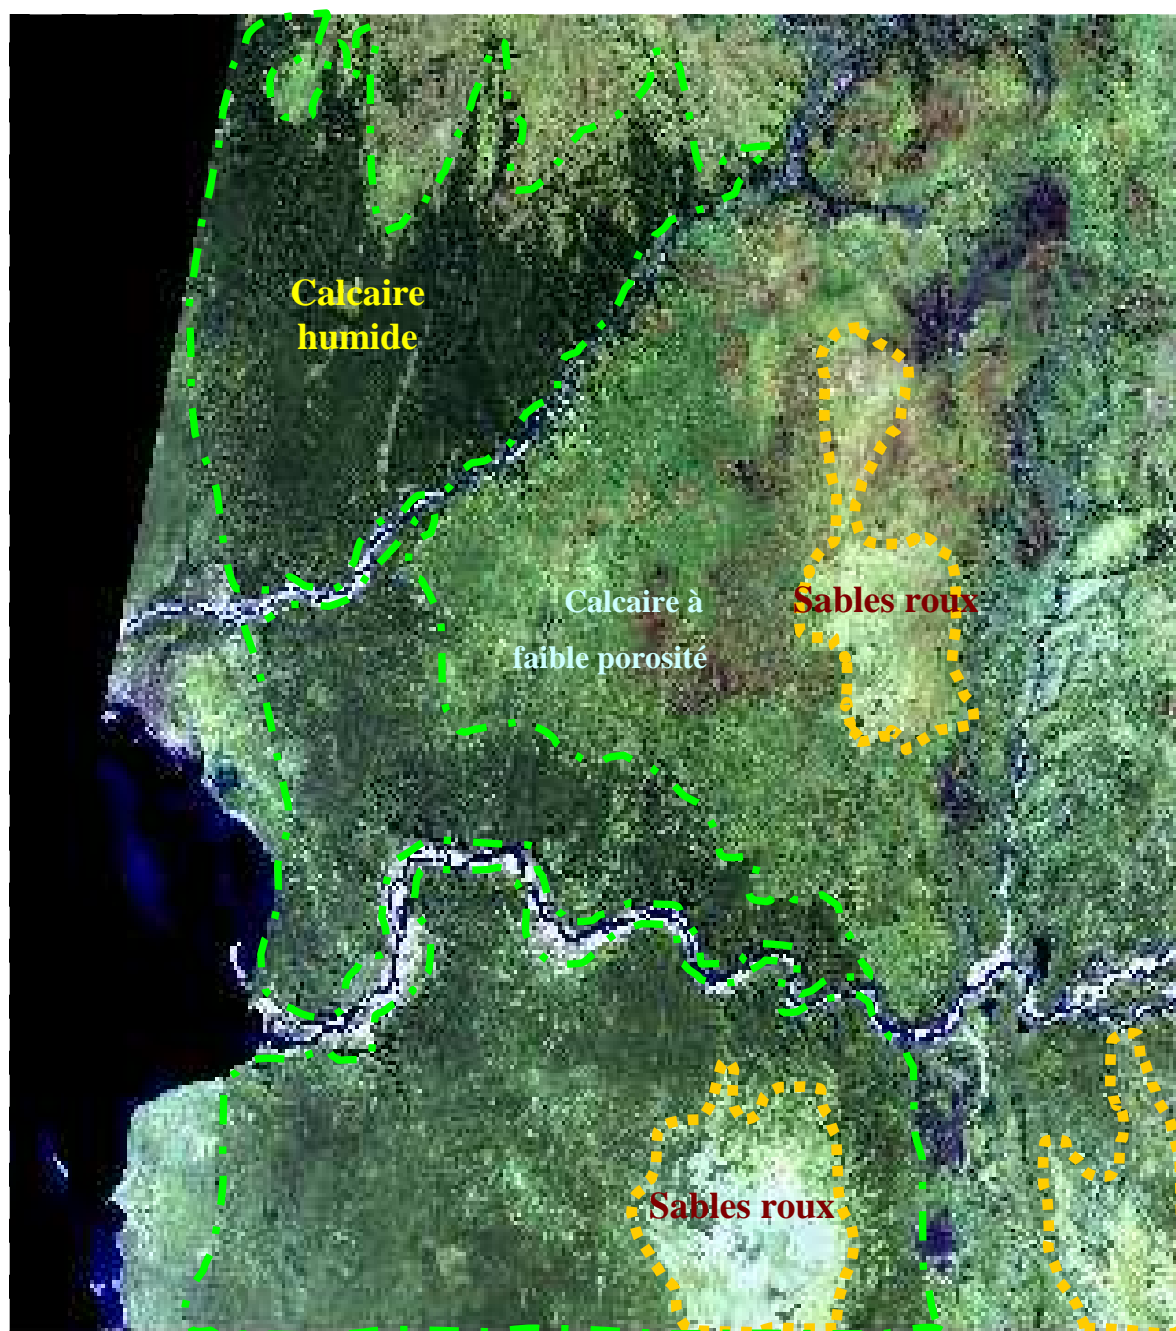 Calcaire
humide
Calcaire à
faible porosité
Sables roux
Sables roux